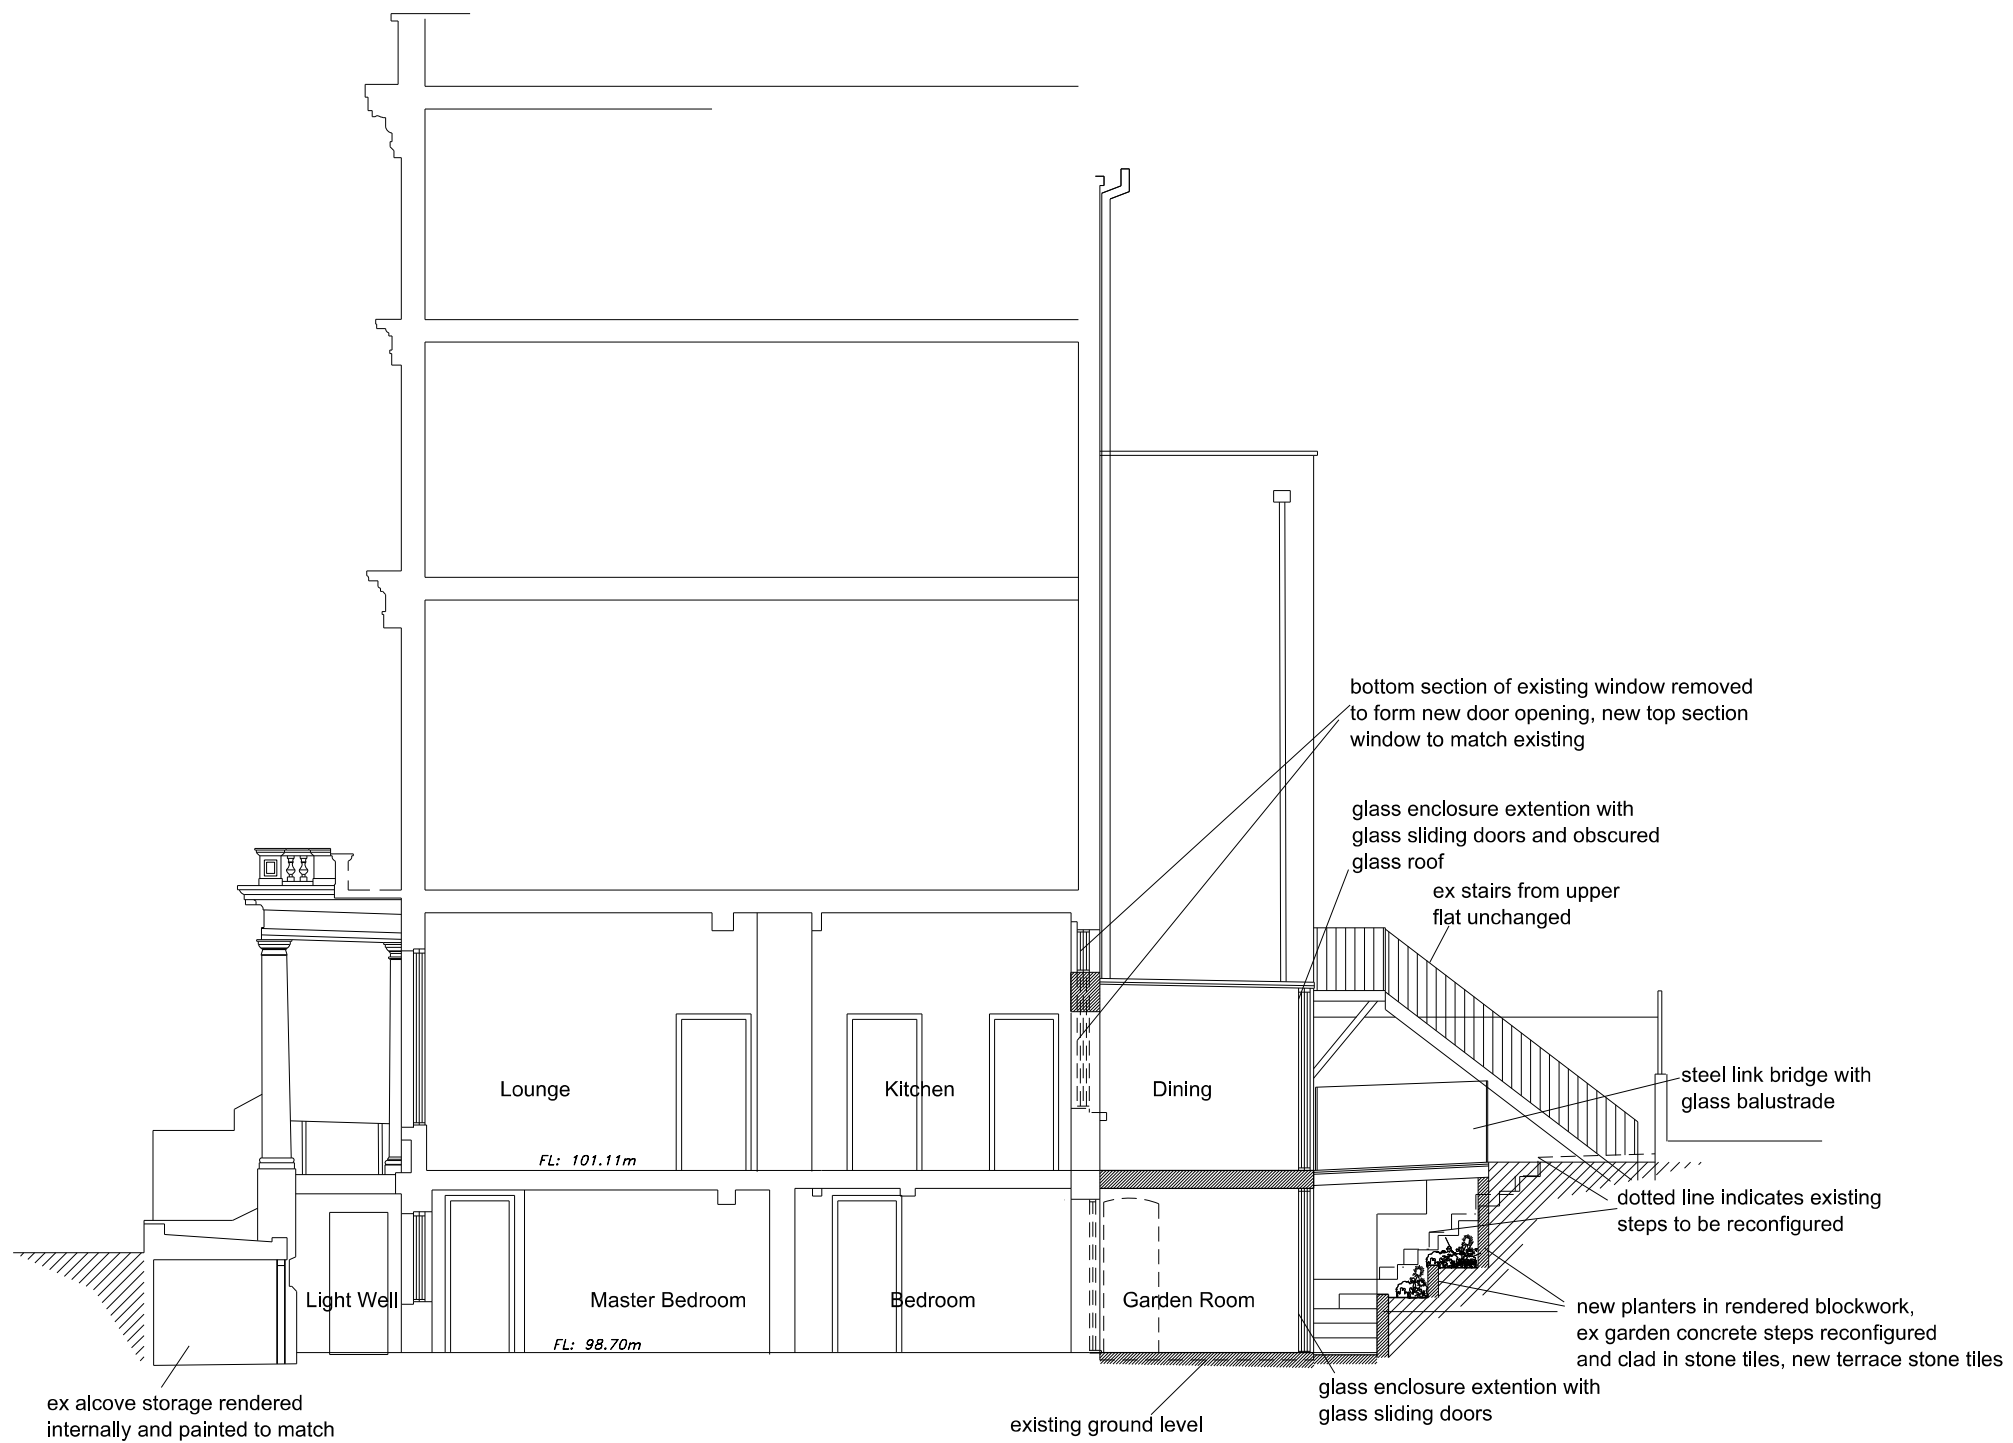 bottom section of existing window removed
to form new door opening, new top section
window to match existing
glass enclosure extention with
glass sliding doors and obscured
glass roof
ex stairs from upper
flat unchanged
Lounge
Kitchen
Dining
steel link bridge with
glass balustrade
FL: 101.11m
dotted line indicates existing
steps to be reconfigured
Light Well
Master Bedroom
Bedroom
Garden Room
FL: 98.70m
new planters in rendered blockwork,
ex garden concrete steps reconfigured
and clad in stone tiles, new terrace stone tiles
glass enclosure extention with
glass sliding doors
ex alcove storage rendered
internally and painted to match
existing ground level